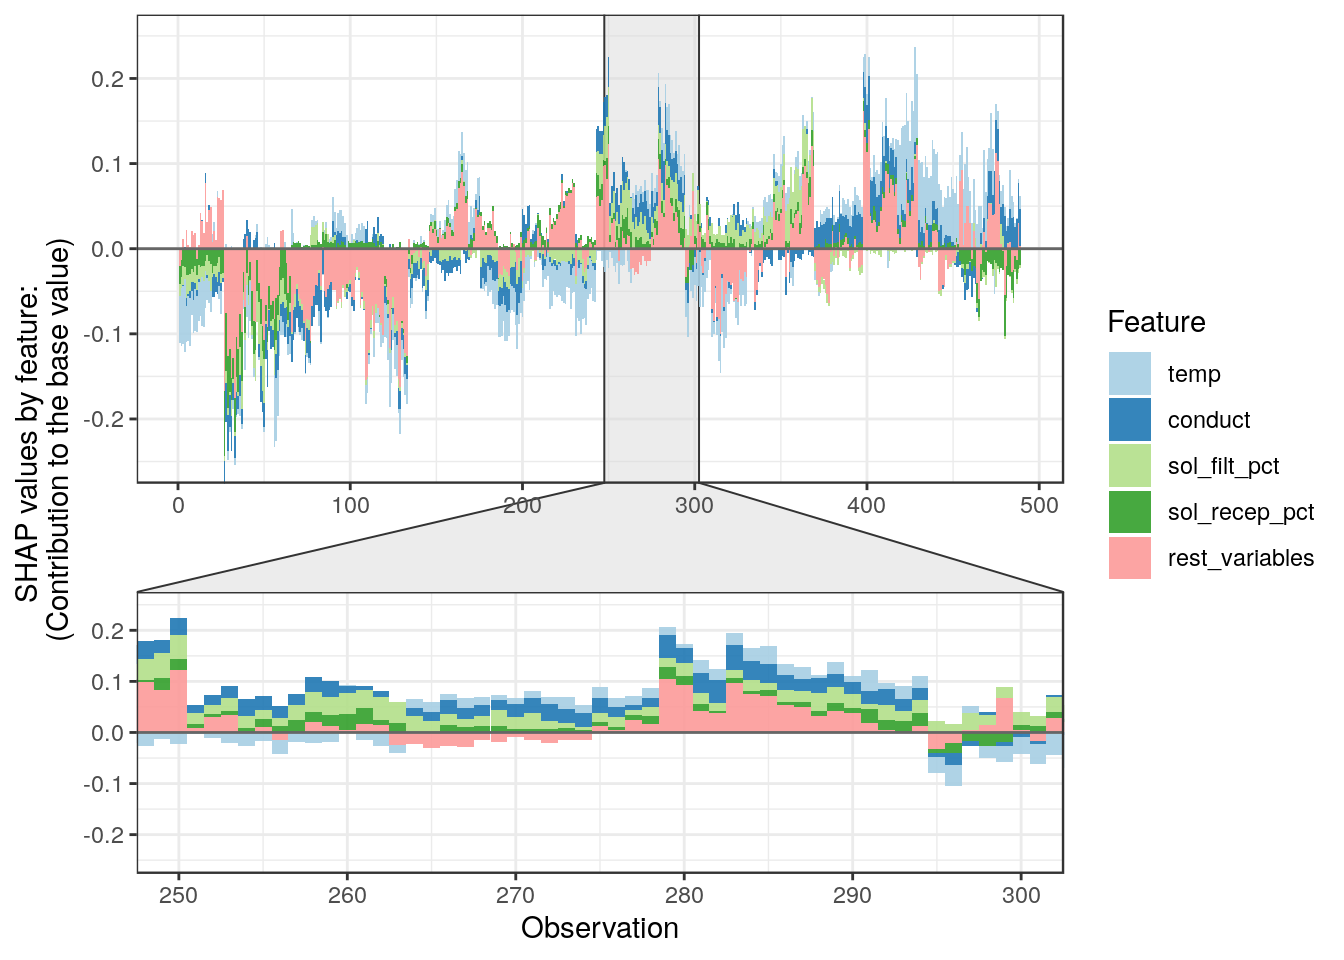 SHAP values by feature:
(Contribution to the base value)
0.2
0.1
0.0
-0.1
-0.2
0 100 200 300 400 500
0.2
0.1
0.0
-0.1
-0.2
250 260 270 280 290 300
Observation
Feature
temp
conduct
sol_filt_pct
sol_recep_pct
rest_variables